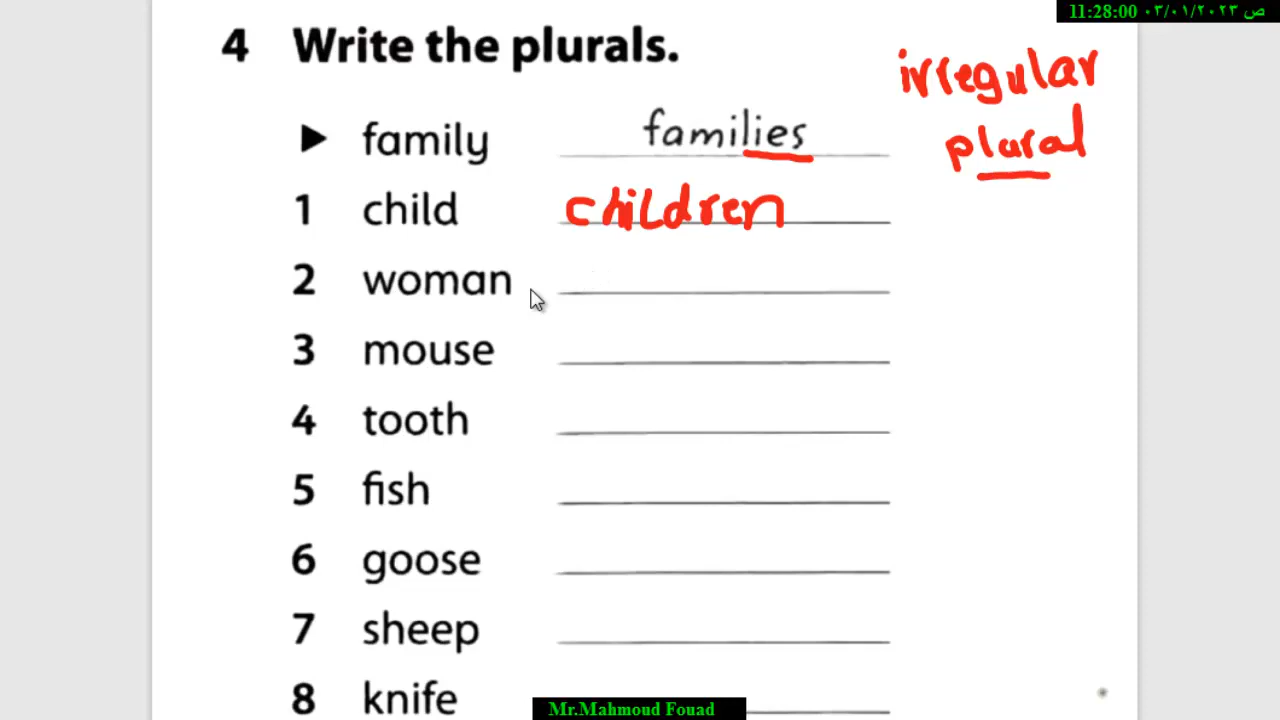 11:28:00 ٠٣/٠١/٢٠٢٣ ص
4 Write the plurals.
irregular
plural
► family families
1 child children
2 woman
3 mouse
4 tooth
5 fish
6 goose
7 sheep
8 knife
Mr.Mahmoud Fouad